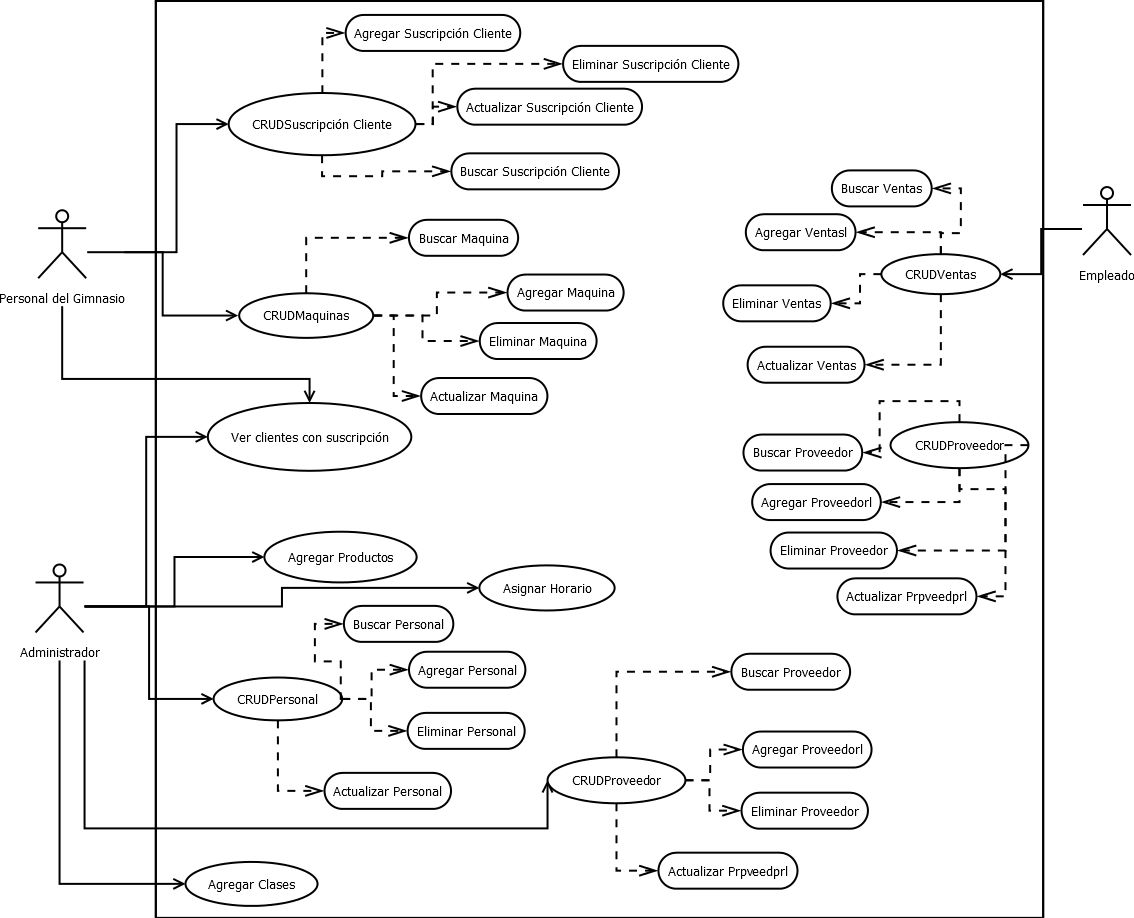 Agregar Suscripción Cliente
Eliminar Suscripción Cliente
Actualizar Suscripción Cliente
CRUDSuscripción Cliente
Buscar Suscripción Cliente
Buscar Ventas
Agregar Ventasl
Buscar Maquina
CRUDVentas
Empleado
Personal del Gimnasio
Agregar Maquina
Eliminar Ventas
CRUDMaquinas
Eliminar Maquina
Actualizar Ventas
Actualizar Maquina
Ver clientes con suscripción
CRUDProveedor
Buscar Proveedor
Agregar Proveedorl
Eliminar Proveedor
Agregar Productos
Asignar Horario
Actualizar Prpveedprl
Buscar Personal
Administrador
Agregar Personal
Buscar Proveedor
CRUDPersonal
Eliminar Personal
Agregar Proveedorl
CRUDProveedor
Actualizar Personal
Eliminar Proveedor
Actualizar Prpveedprl
Agregar Clases